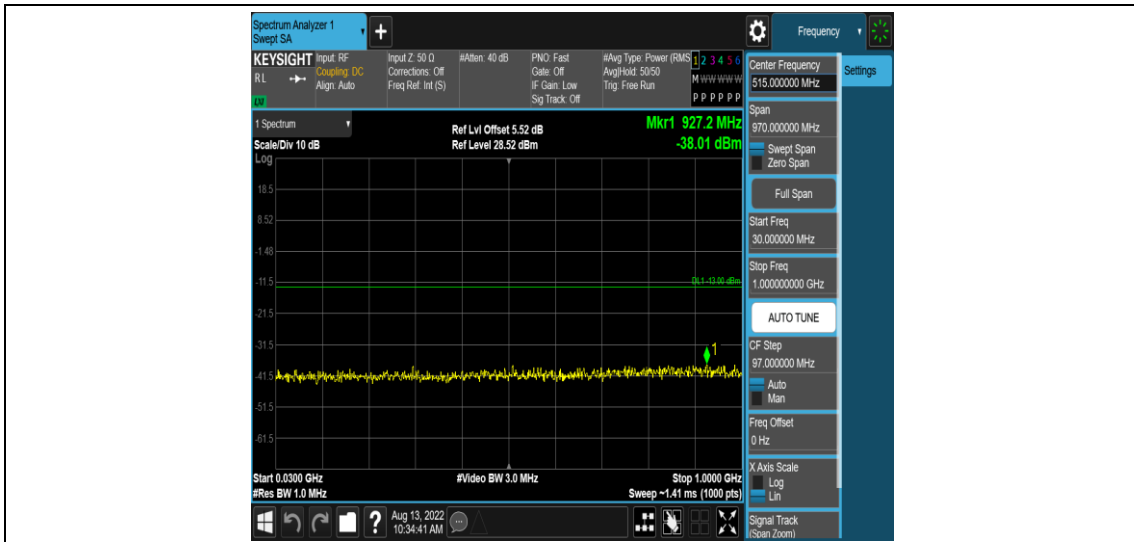 Spectrum Analyzer 1
Swept SA
+
Frequency
KEYSIGHT
RL
LM
Input: RF
Coupling: DC
Align: Auto
Input Z: 50 Ω
Corrections: Off
Freq Ref: Int (S)
#Atten: 40 dB
PNO: Fast
Gate: Off
IF Gain: Low
Sig Track: Off
#Avg Type: Power (RMS
Avg|Hold: 50/50
Trig: Free Run
1 2 3 4 5 6
M W W W W W
P P P P P P
1 Spectrum
Scale/Div 10 dB
Log
Ref Lvl Offset 5.52 dB
Ref Level 28.52 dBm
Mkr1 927.2 MHz
-38.01 dBm
18.5
8.52
-1.48
-11.5
DL1 -13.00 dBm
-21.5
-31.5
1
-41.5
-51.5
-61.5
Start 0.0300 GHz
#Res BW 1.0 MHz
#Video BW 3.0 MHz
Stop 1.0000 GHz
Sweep ~1.41 ms (1000 pts)
Center Frequency
515.000000 MHz
Settings
Span
970.000000 MHz
Swept Span
Zero Span
Full Span
Start Freq
30.000000 MHz
Stop Freq
1.000000000 GHz
AUTO TUNE
CF Step
97.000000 MHz
Auto
Man
Freq Offset
0 Hz
X Axis Scale
Log
Lin
Signal Track
(Span Zoom)
?
Aug 13, 2022
10:34:41 AM